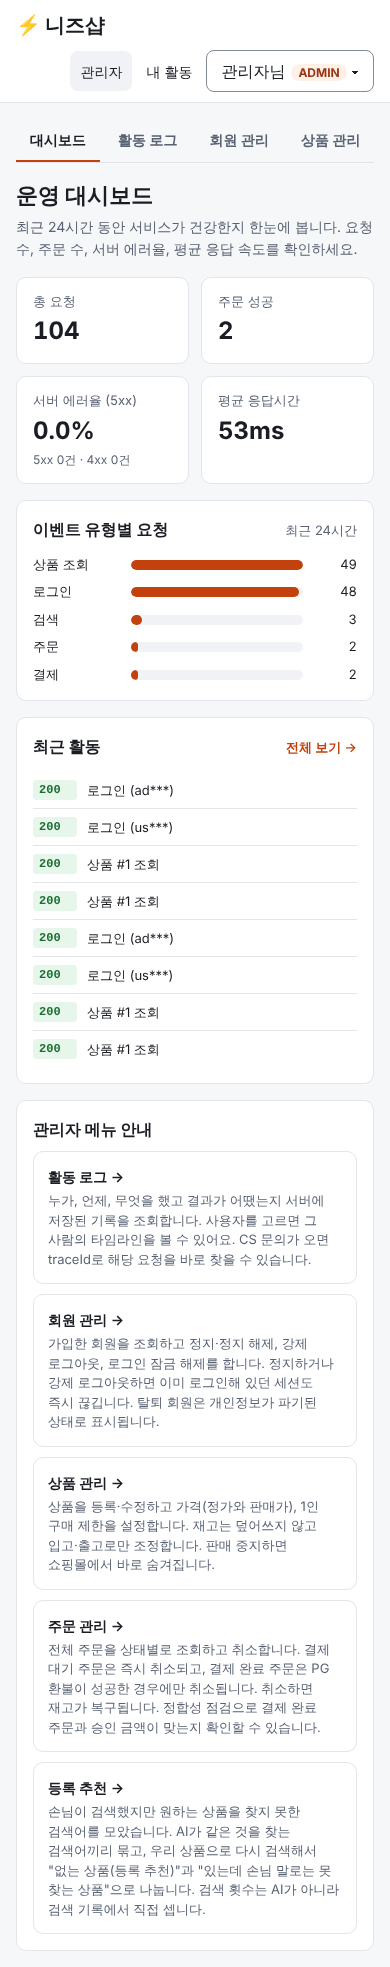 ⚡ 니즈샵
관리자 내 활동 관리자님 ADMIN
대시보드 활동 로그 회원 관리 상품 관리
운영 대시보드
최근 24시간 동안 서비스가 건강한지 한눈에 봅니다. 요청
수, 주문 수, 서버 에러율, 평균 응답 속도를 확인하세요.
총 요청
104
주문 성공
2
서버 에러율 (5xx)
0.0%
5xx 0건 · 4xx 0건
평균 응답시간
53ms
이벤트 유형별 요청 최근 24시간
상품 조회 49
로그인 48
검색 3
주문 2
결제 2
최근 활동 전체 보기 →
200 로그인 (ad***)
200 로그인 (us***)
200 상품 #1 조회
200 상품 #1 조회
200 로그인 (ad***)
200 로그인 (us***)
200 상품 #1 조회
200 상품 #1 조회
관리자 메뉴 안내
활동 로그 →
누가, 언제, 무엇을 했고 결과가 어땠는지 서버에
저장된 기록을 조회합니다. 사용자를 고르면 그
사람의 타임라인을 볼 수 있어요. CS 문의가 오면
traceId로 해당 요청을 바로 찾을 수 있습니다.
회원 관리 →
가입한 회원을 조회하고 정지·정지 해제, 강제
로그아웃, 로그인 잠금 해제를 합니다. 정지하거나
강제 로그아웃하면 이미 로그인해 있던 세션도
즉시 끊깁니다. 탈퇴 회원은 개인정보가 파기된
상태로 표시됩니다.
상품 관리 →
상품을 등록·수정하고 가격(정가와 판매가), 1인
구매 제한을 설정합니다. 재고는 덮어쓰지 않고
입고·출고로만 조정합니다. 판매 중지하면
쇼핑몰에서 바로 숨겨집니다.
주문 관리 →
전체 주문을 상태별로 조회하고 취소합니다. 결제
대기 주문은 즉시 취소되고, 결제 완료 주문은 PG
환불이 성공한 경우에만 취소됩니다. 취소하면
재고가 복구됩니다. 정합성 점검으로 결제 완료
주문과 승인 금액이 맞는지 확인할 수 있습니다.
등록 추천 →
손님이 검색했지만 원하는 상품을 찾지 못한
검색어를 모았습니다. AI가 같은 것을 찾는
검색어끼리 묶고, 우리 상품으로 다시 검색해서
"없는 상품(등록 추천)"과 "있는데 손님 말로는 못
찾는 상품"으로 나눕니다. 검색 횟수는 AI가 아니라
검색 기록에서 직접 셉니다.